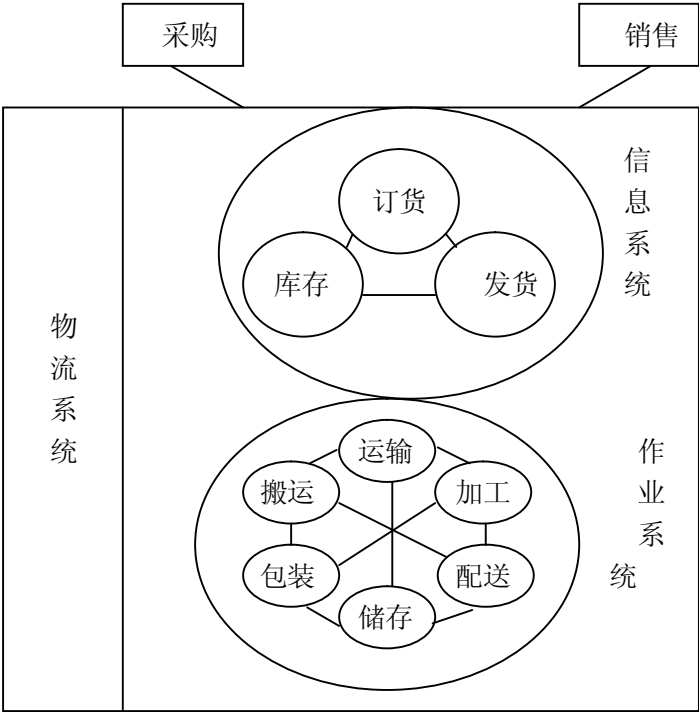 采购
销售
订货
库存
发货
信息系统
物流系统
运输
搬运
加工
包装
配送
储存
作业系统